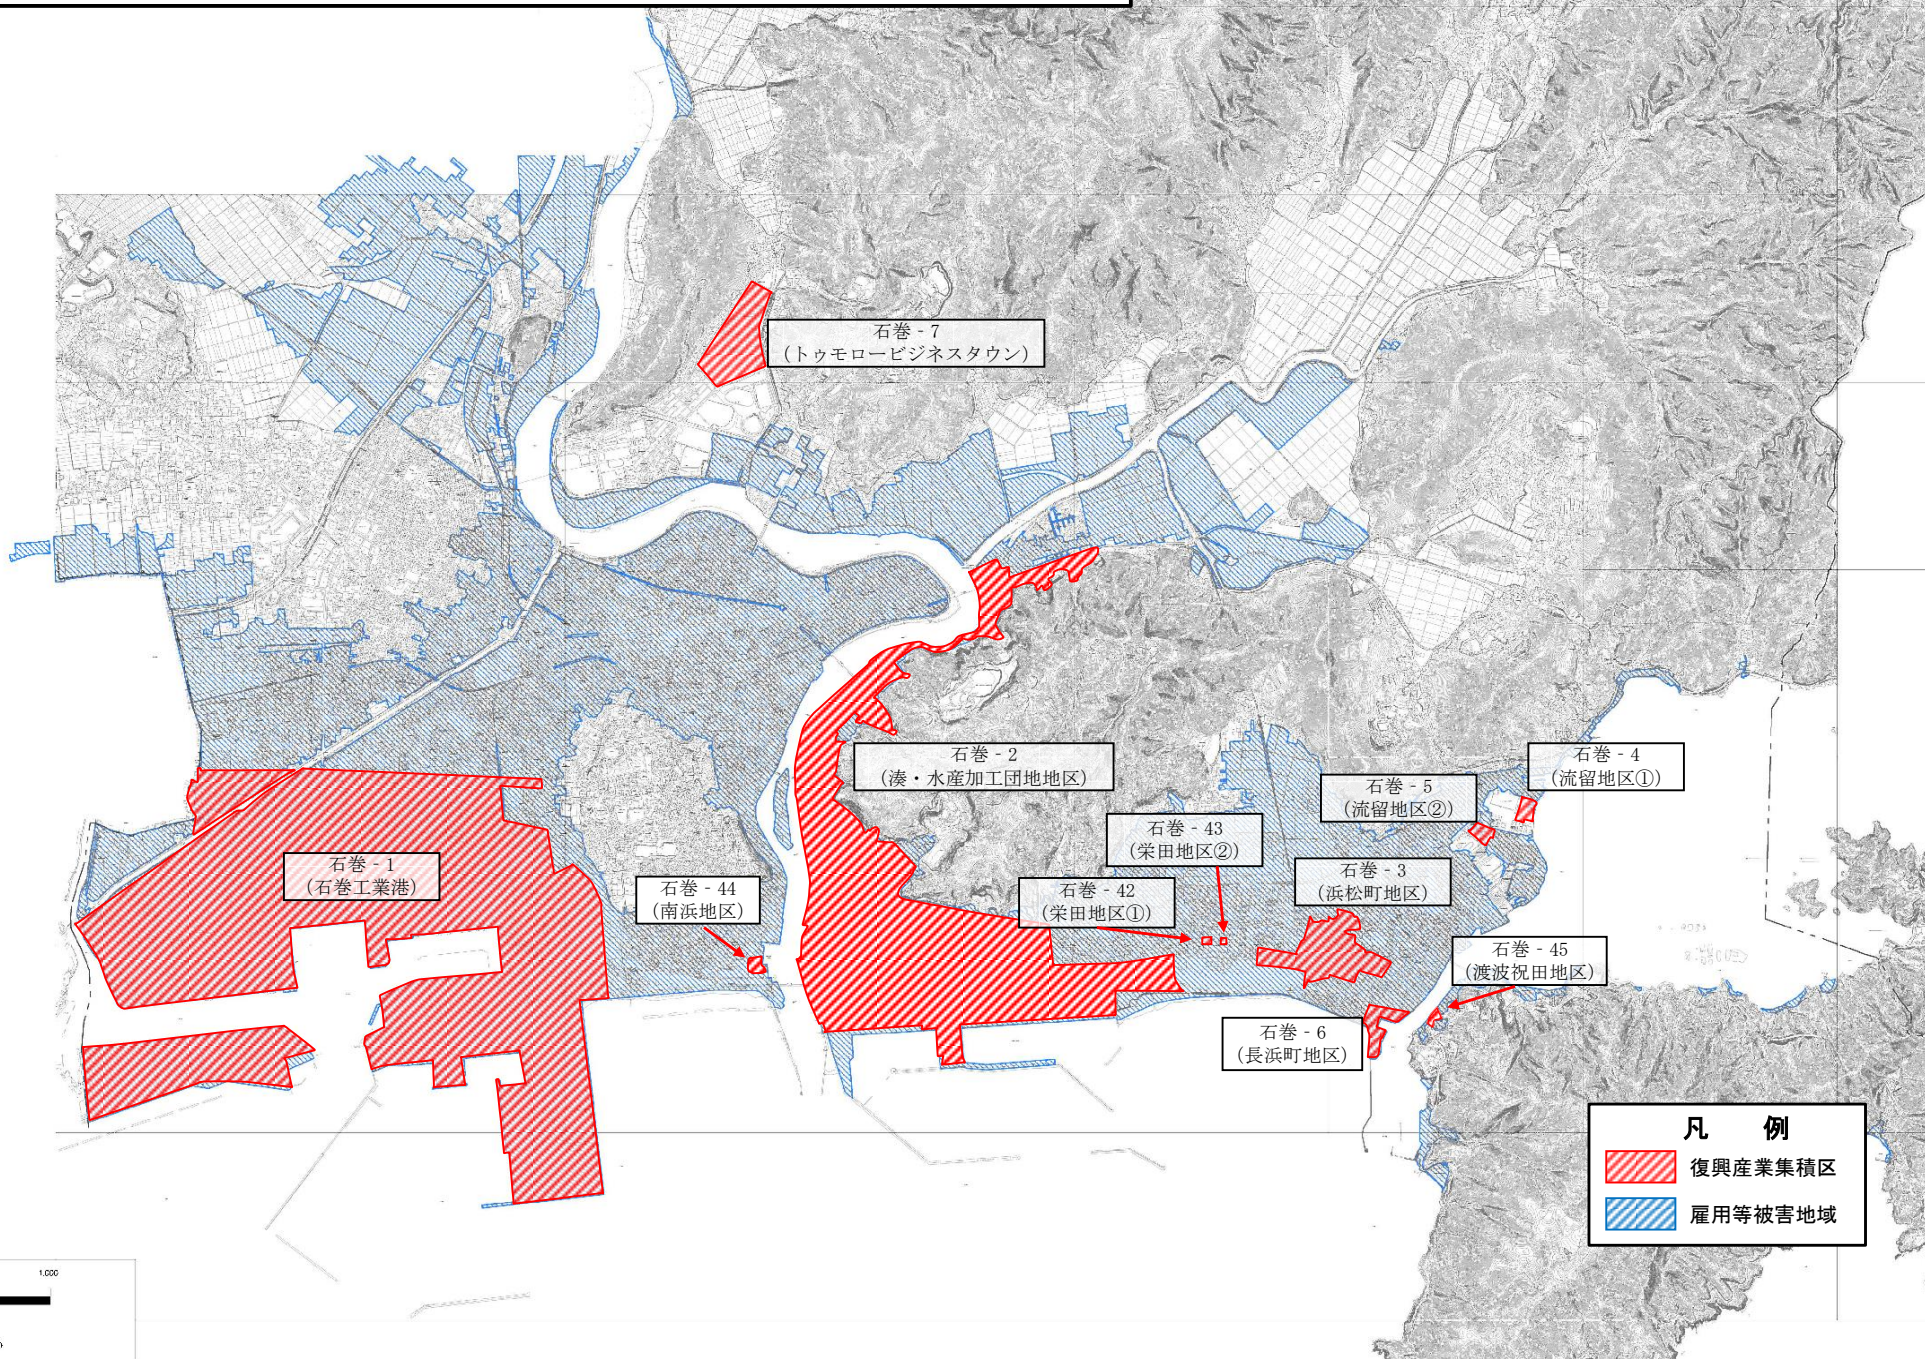 石巻 - 7
(トゥモロービジネスタウン)
石巻 - 2
(湊・水産加工団地地区)
石巻 - 4
(流留地区①)
石巻 - 5
(流留地区②)
石巻 - 43
(栄田地区②)
石巻 - 1
(石巻工業港)
石巻 - 44
(南浜地区)
石巻 - 42
(栄田地区①)
石巻 - 3
(浜松町地区)
石巻 - 45
(渡波祝田地区)
石巻 - 6
(長浜町地区)
凡 例
復興産業集積区
雇用等被害地域
1,000